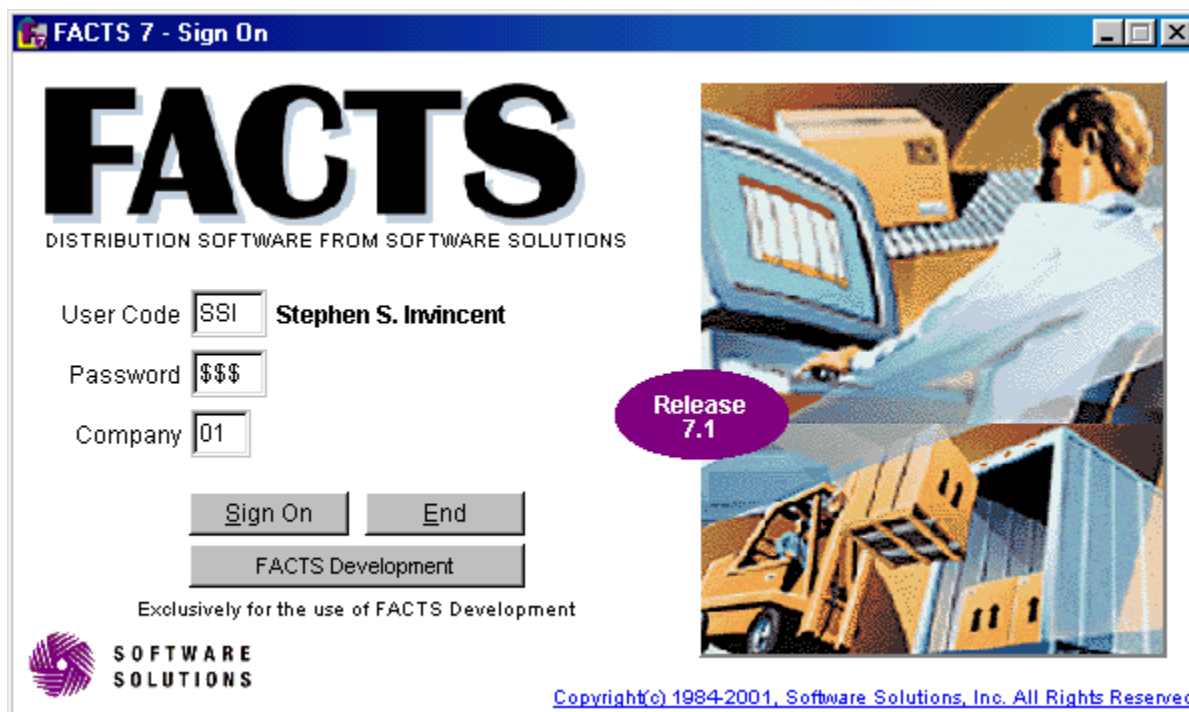 FACTS 7 - Sign On
FACTS
DISTRIBUTION SOFTWARE FROM SOFTWARE SOLUTIONS
User Code SSI Stephen S. Invincent
Password $$$
Company 01
Release
7.1
Sign On End
FACTS Development
Exclusively for the use of FACTS Development
SOFTWARE
SOLUTIONS
Copyright(c) 1984-2001, Software Solutions, Inc. All Rights Reserved